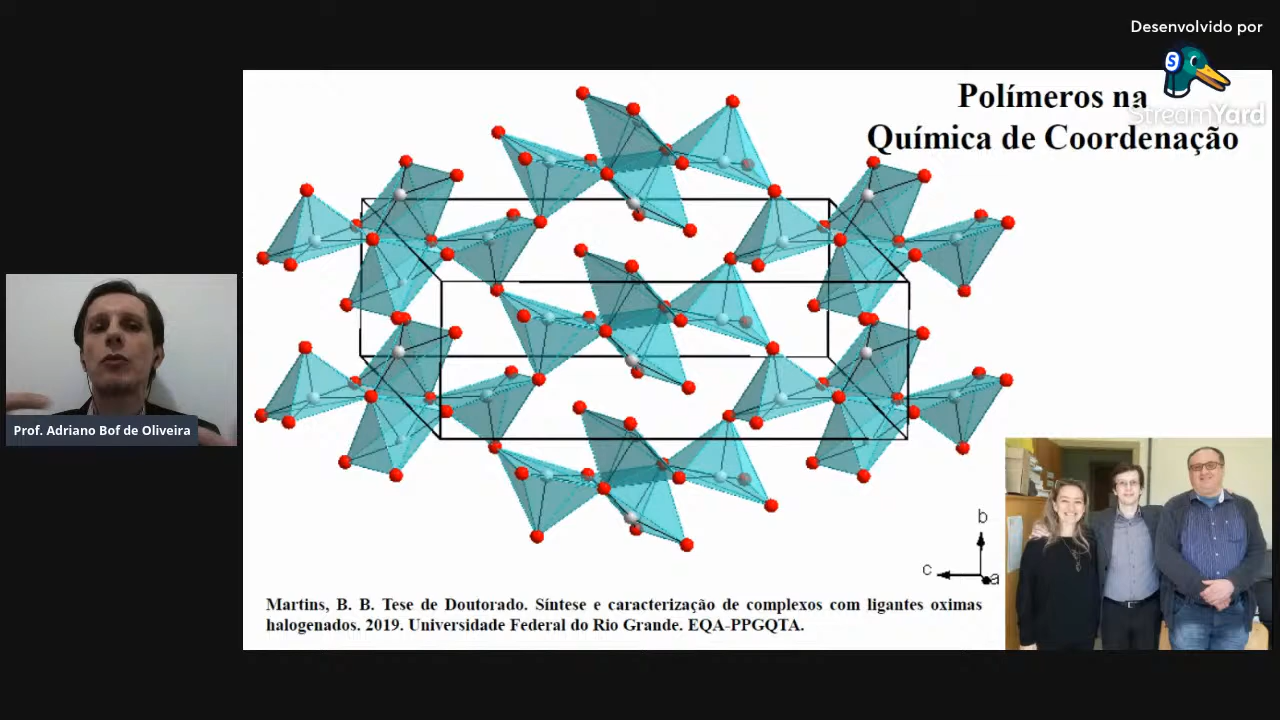 Desenvolvido por
S
StreamYard
Polímeros na
Química de Coordenação
Prof. Adriano Bof de Oliveira
b
c
a
Martins, B. B. Tese de Doutorado. Síntese e caracterização de complexos com ligantes oximas
halogenados. 2019. Universidade Federal do Rio Grande. EQA-PPGQTA.